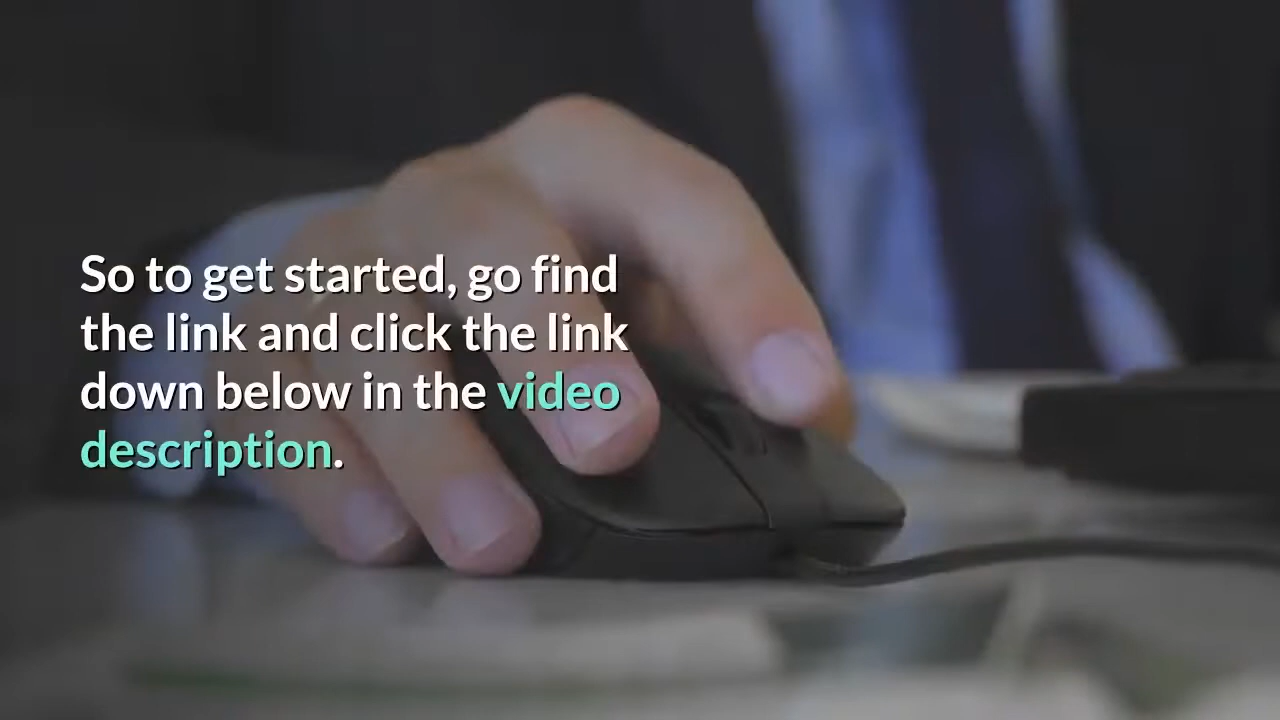 So to get started, go find
the link and click the link
down below in the video
description.